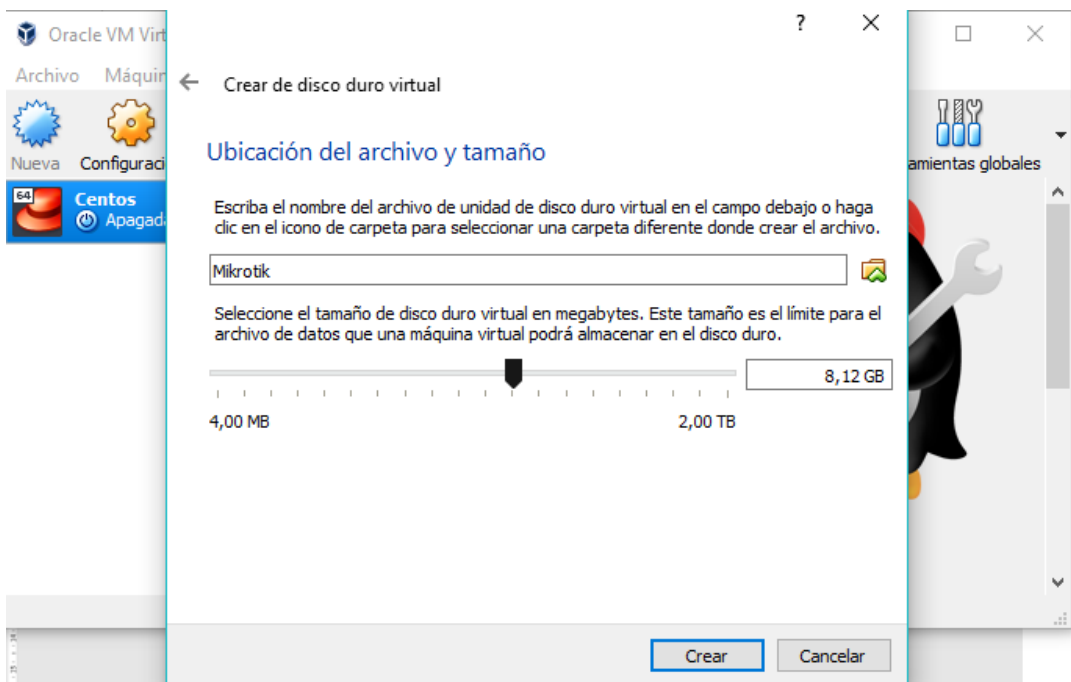 Oracle VM Virt
?
Archivo Máquin
Crear de disco duro virtual
Nueva Configuraci
amientas globales
Ubicación del archivo y tamaño
64
Centos
Apagada
Escriba el nombre del archivo de unidad de disco duro virtual en el campo debajo o haga
clic en el icono de carpeta para seleccionar una carpeta diferente donde crear el archivo.
Mikrotik
Seleccione el tamaño de disco duro virtual en megabytes. Este tamaño es el límite para el
archivo de datos que una máquina virtual podrá almacenar en el disco duro.
8,12 GB
4,00 MB 2,00 TB
Crear Cancelar